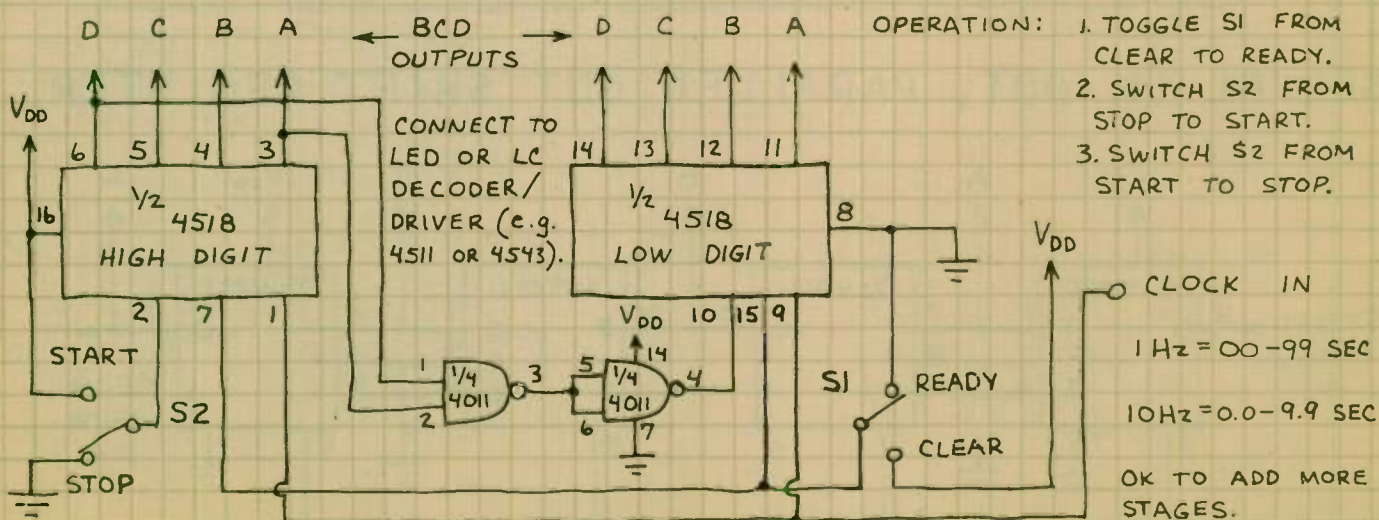 D C B A
← BCD → OUTPUTS
D C B A
OPERATION: 1. TOGGLE S1 FROM
CLEAR TO READY.
2. SWITCH S2 FROM
STOP TO START.
3. SWITCH S2 FROM
START TO STOP.
VDD
6 5 4 3
16
1/2
4518
HIGH DIGIT
2 7 1
CONNECT TO
LED OR LC
DECODER/
DRIVER (e.g.
4511 OR 4543).
14 13 12 11
1/2
4518
LOW DIGIT
8
10 15 9
VDD
START
S2
STOP
1
2
1/4
4011
3
VDD
14
5
6
1/4
4011
4
7
S1
READY
CLEAR
CLOCK IN
1 Hz = 00-99 SEC
10Hz = 0.0-9.9 SEC
OK TO ADD MORE
STAGES.